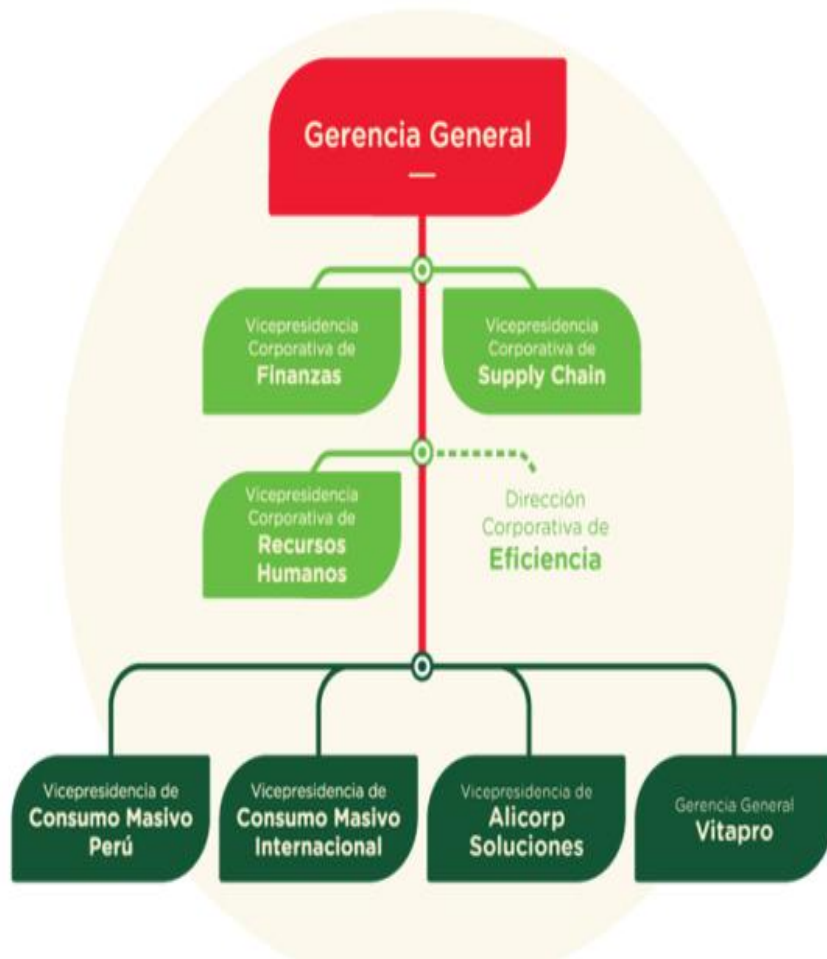 Gerencia General
Vicepresidencia
Corporativa de
Finanzas
Vicepresidencia
Corporativa de
Supply Chain
Vicepresidencia
Corporativa de
Recursos
Humanos
Dirección
Corporativa de
Eficiencia
Vicepresidencia de
Consumo Masivo
Perú
Vicepresidencia de
Consumo Masivo
Internacional
Vicepresidencia de
Alicorp
Soluciones
Gerencia General
Vitapro